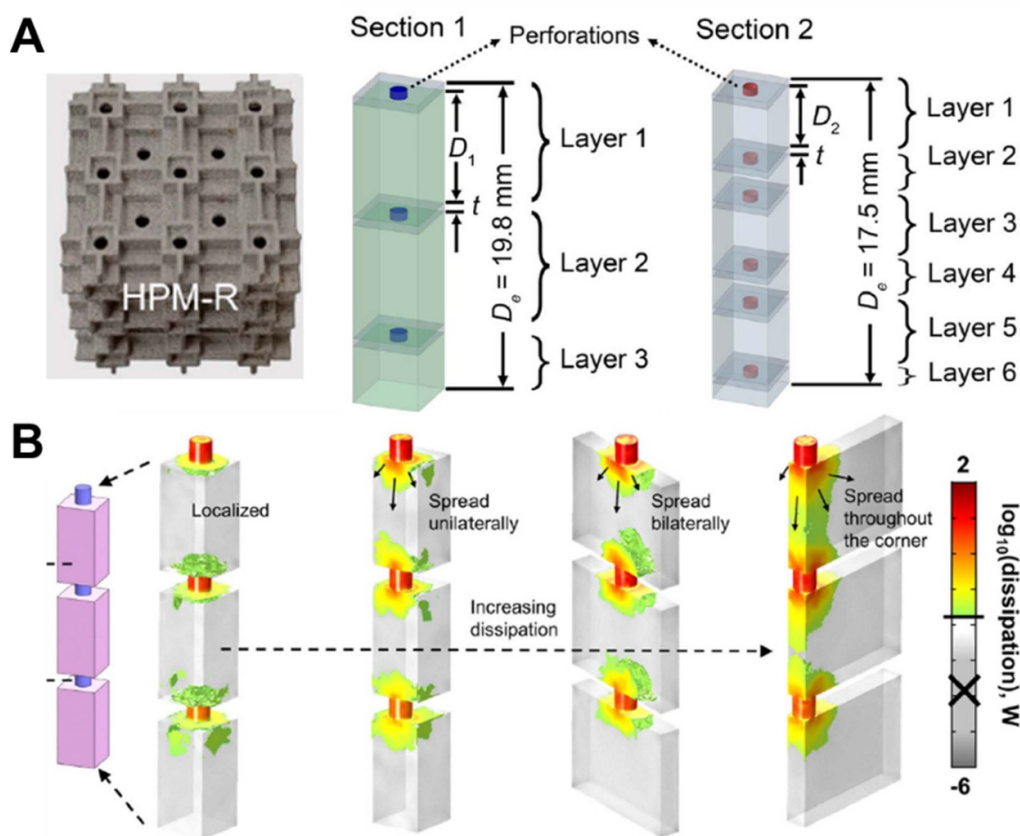 A
Section 1
Perforations
Section 2
HPM-R
D1
t
De = 19.8 mm
Layer 1
Layer 2
Layer 3
D2
t
De = 17.5 mm
Layer 1
Layer 2
Layer 3
Layer 4
Layer 5
Layer 6
B
Localized
Spread
unilaterally
Spread
bilaterally
Spread
throughout
the corner
Increasing
dissipation
2
-6
log10(dissipation), W